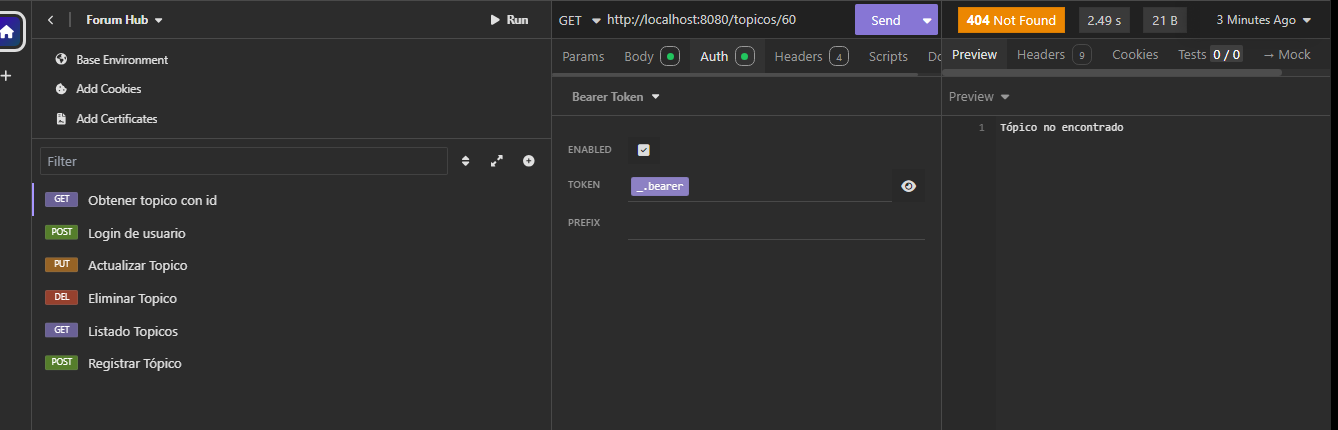 Forum Hub
Run
Base Environment
Add Cookies
Add Certificates
Filter
GET Obtener topico con id
POST Login de usuario
PUT Actualizar Topico
DEL Eliminar Topico
GET Listado Topicos
POST Registrar Tópico
GET http://localhost:8080/topicos/60 Send
Params Body Auth Headers 4 Scripts Do
Bearer Token
ENABLED
TOKEN _.bearer
PREFIX
404 Not Found 2.49 s 21 B 3 Minutes Ago
Preview Headers 9 Cookies Tests 0 / 0 → Mock
Preview
1 Tópico no encontrado